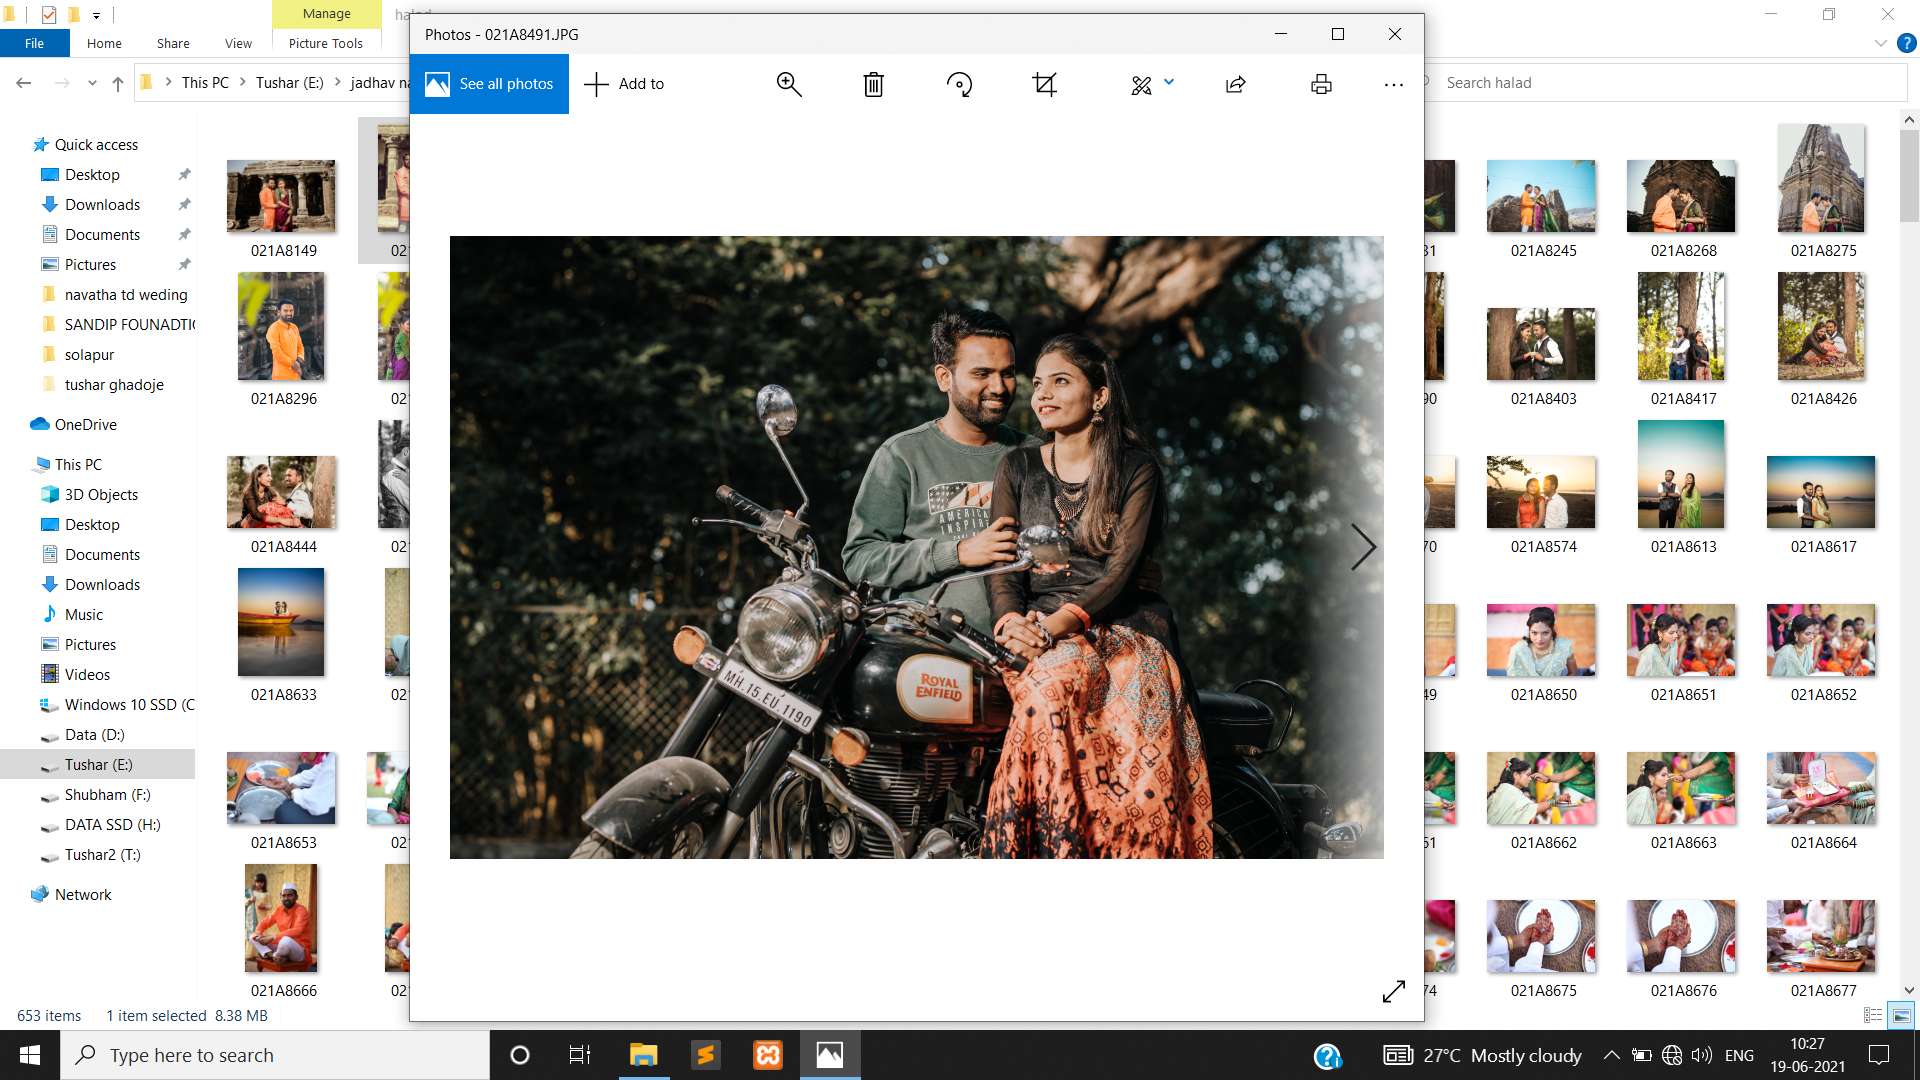 Manage
halad
Photos - 021A8491.JPG
File
Home
Share
View
Picture Tools
See all photos
Add to
This PC
Tushar (E:)
jadhav na
Search halad
Quick access
Desktop
Downloads
Documents
Pictures
navatha td weding
SANDIP FOUNADTI
solapur
tushar ghadoje
OneDrive
This PC
3D Objects
Desktop
Documents
Downloads
Music
Pictures
Videos
Windows 10 SSD (C
Data (D:)
Tushar (E:)
Shubham (F:)
DATA SSD (H:)
Tushar2 (T:)
Network
021A8149
021A8245
021A8268
021A8275
021A8296
021A8403
021A8417
021A8426
021A8444
021A8574
021A8613
021A8617
021A8633
021A8650
021A8651
021A8652
021A8653
021A8662
021A8663
021A8664
021A8666
021A8675
021A8676
021A8677
AMERICA
INSPIR
ROYAL
ENFIELD
MH.15.EU.1190
653 items
1 item selected 8.38 MB
Type here to search
27°C Mostly cloudy
ENG
10:27
19-06-2021